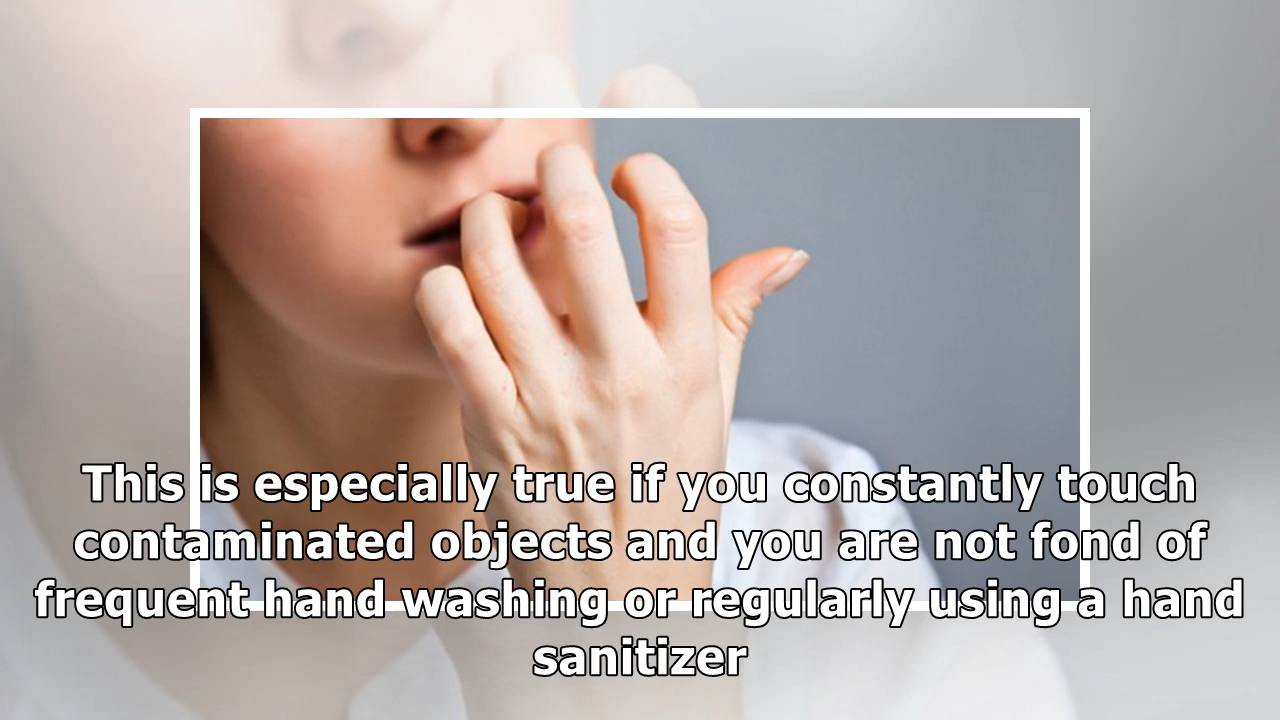 This is especially true if you constantly touch
contaminated objects and you are not fond of
frequent hand washing or regularly using a hand
sanitizer